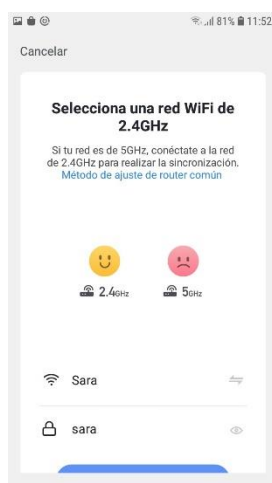 81% 11:52
Cancelar
Selecciona una red WiFi de
2.4GHz
Si tu red es de 5GHz, conéctate a la red
de 2.4GHz para realizar la sincronización.
Método de ajuste de router común
2.4GHz 5GHz
Sara
sara